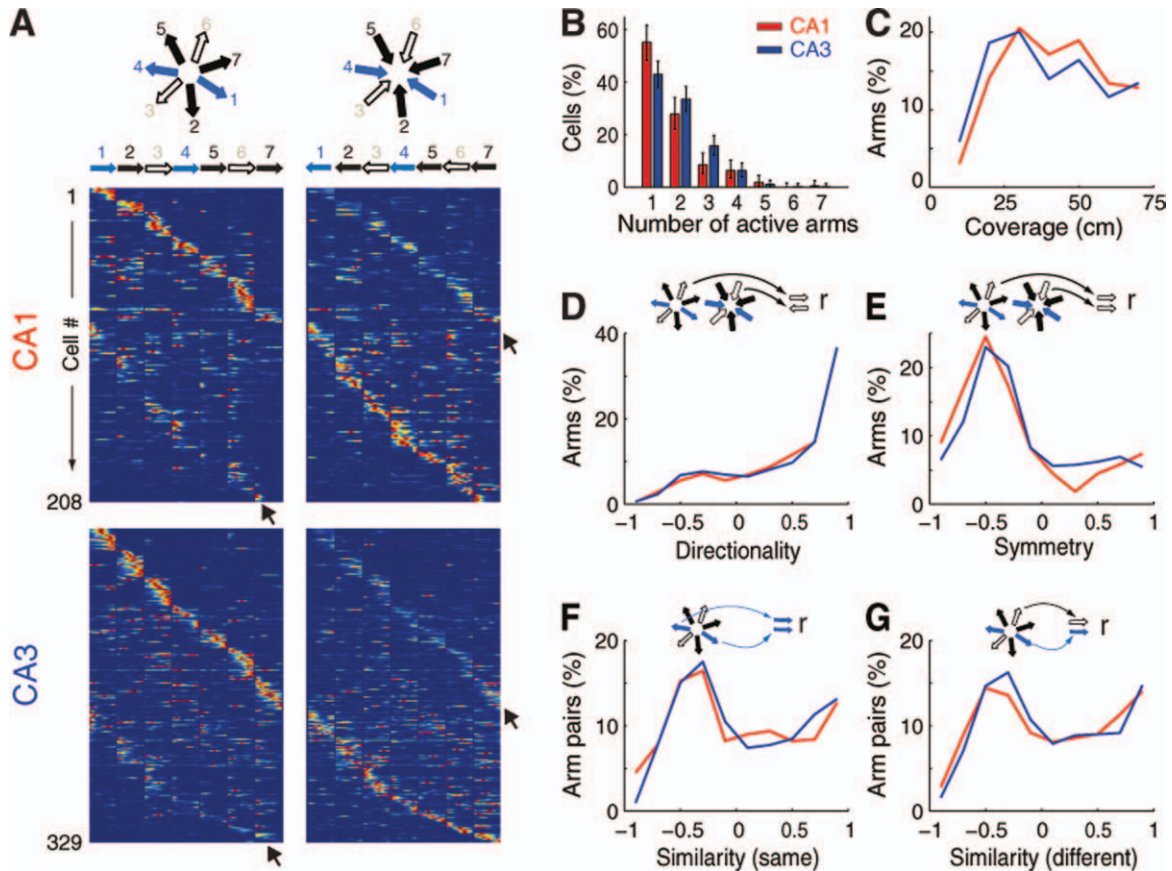 A
5
6
4
7
3
1
2
5
6
4
7
3
1
2
1 2 3 4 5 6 7
1 2 3 4 5 6 7
1
Cell #
208
CA1
329
CA3
B
60
40
20
0
Cells (%)
CA1
CA3
1 2 3 4 5 6 7
Number of active arms
C
20
10
0
Arms (%)
0 25 50 75
Coverage (cm)
D
r
40
20
0
Arms (%)
−1 −0.5 0 0.5 1
Directionality
E
r
20
10
0
Arms (%)
−1 −0.5 0 0.5 1
Symmetry
F
r
20
10
0
Arm pairs (%)
−1 −0.5 0 0.5 1
Similarity (same)
G
r
20
10
0
Arm pairs (%)
−1 −0.5 0 0.5 1
Similarity (different)